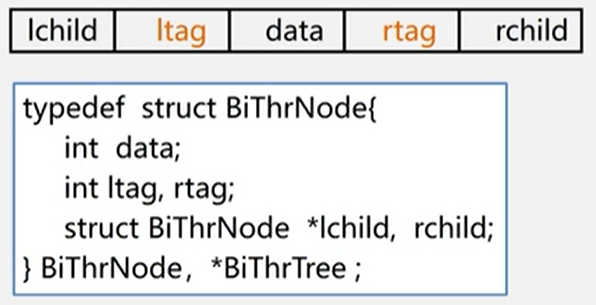 lchild ltag data rtag rchild
typedef struct BiThrNode{
int data;
int ltag, rtag;
struct BiThrNode *lchild, rchild;
} BiThrNode, *BiThrTree ;